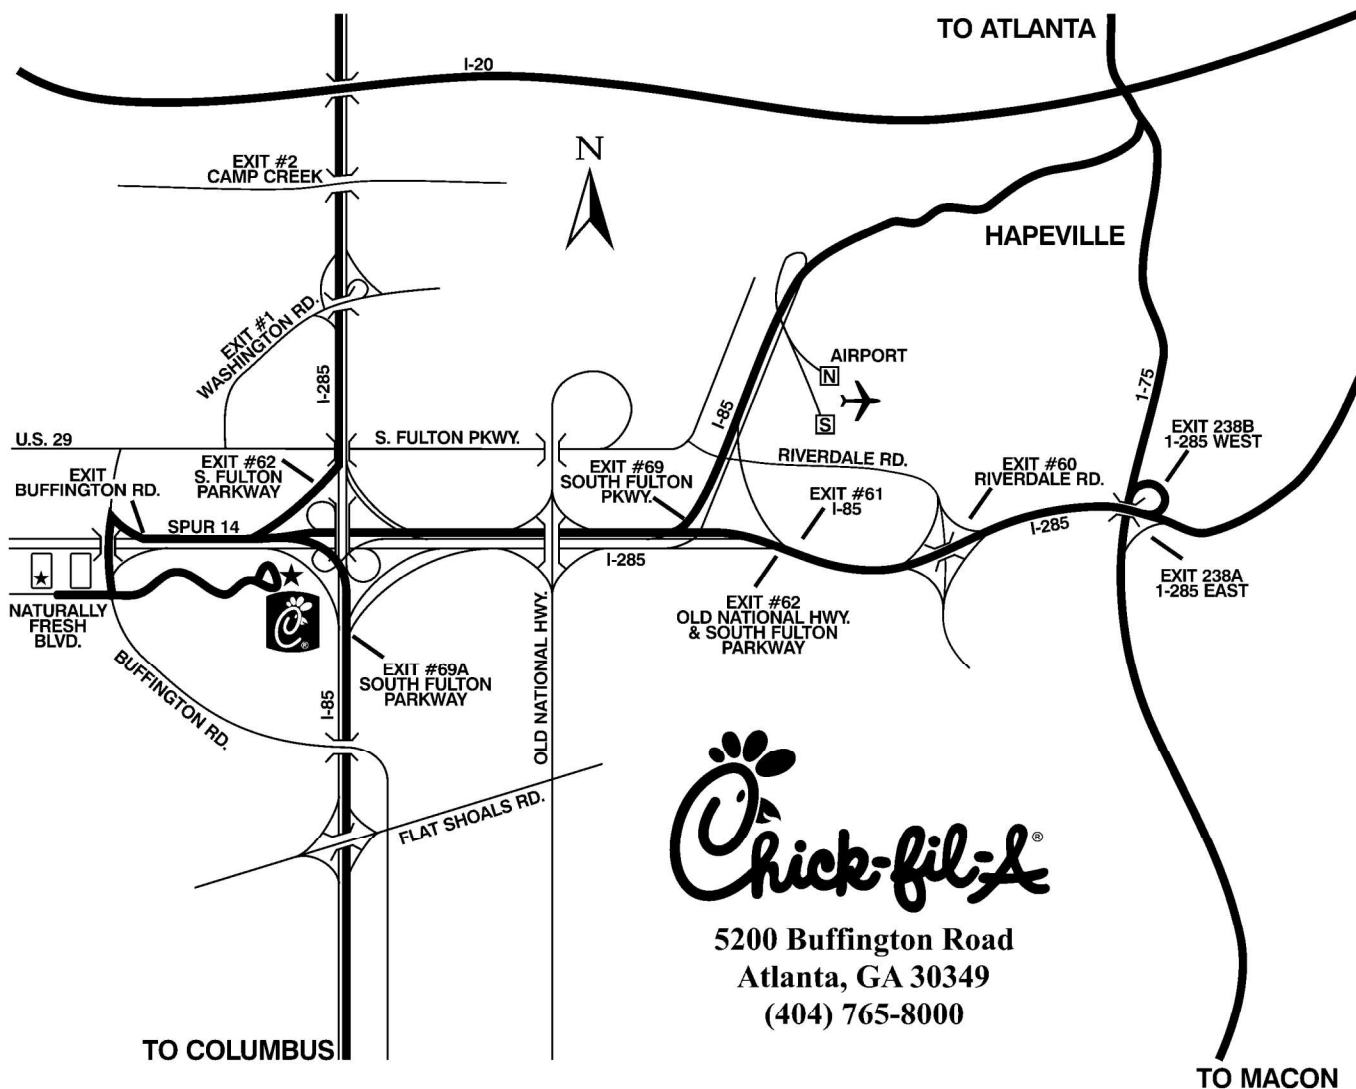 TO ATLANTA
I-20
N
EXIT #2
CAMP CREEK
HAPEVILLE
EXIT #1
WASHINGTON RD.
I-285
AIRPORT
N
S
I-85
1-75
U.S. 29
S. FULTON PKWY.
EXIT
BUFFINGTON RD.
EXIT #62
S. FULTON
PARKWAY
EXIT #69
SOUTH FULTON
PKWY.
RIVERDALE RD.
EXIT #61
I-85
EXIT #60
RIVERDALE RD.
EXIT 238B
1-285 WEST
SPUR 14
I-285
I-285
EXIT 238A
1-285 EAST
NATURALLY
FRESH
BLVD.
®
EXIT #62
OLD NATIONAL HWY.
& SOUTH FULTON
PARKWAY
BUFFINGTON RD.
I-85
EXIT #69A
SOUTH FULTON
PARKWAY
OLD NATIONAL HWY.
FLAT SHOALS RD.
Chick-fil-A®
5200 Buffington Road
Atlanta, GA 30349
(404) 765-8000
TO COLUMBUS
TO MACON